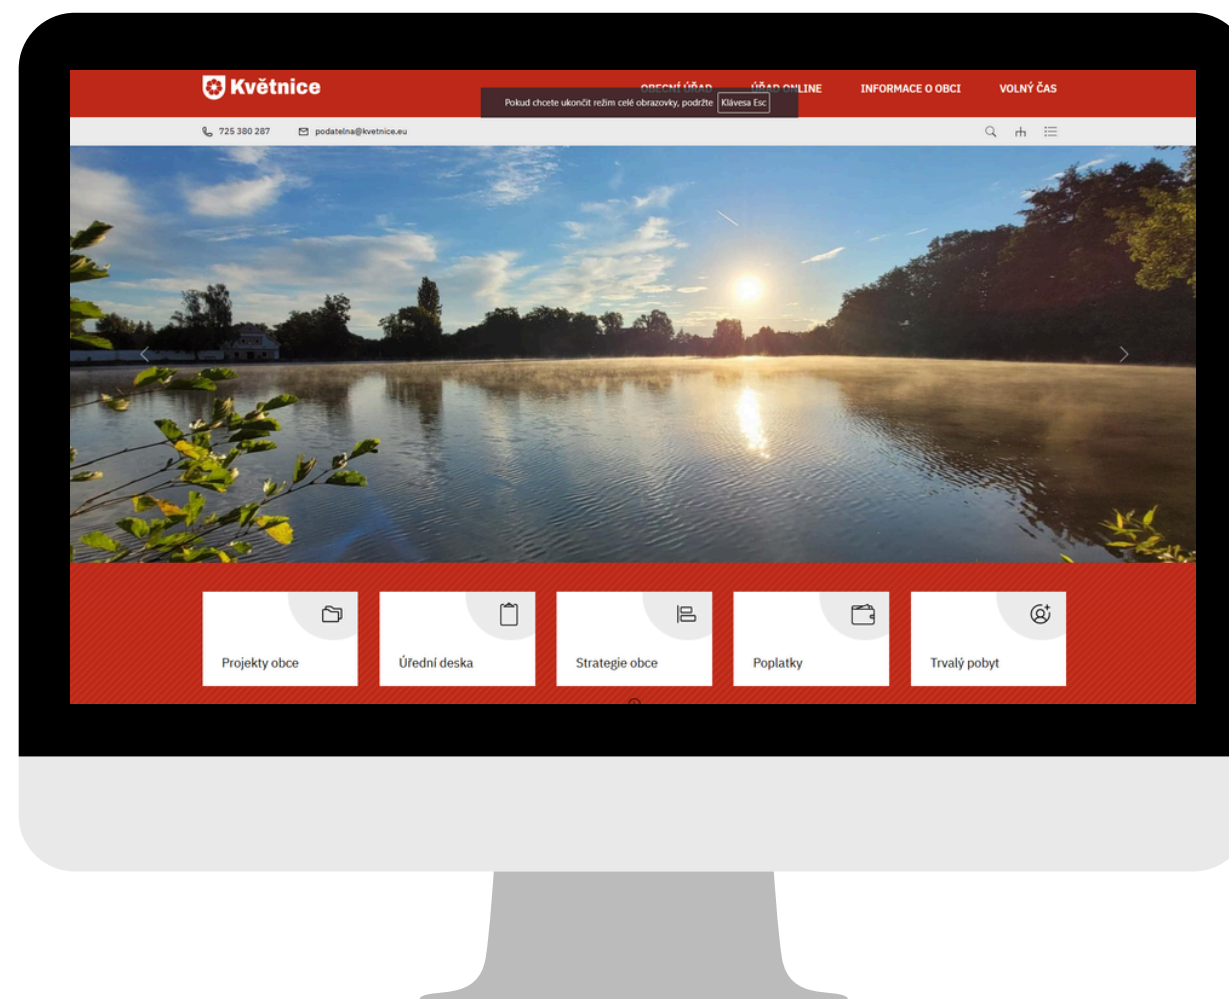 Květnice
OBECNÍ ÚŘAD ÚŘAD ONLINE INFORMACE O OBCI VOLNÝ ČAS
Pokud chcete ukončit režim celé obrazovky, podržte Klávesa Esc
725 380 287 podatelna@kvetnice.eu
Projekty obce Úřední deska Strategie obce Poplatky Trvalý pobyt